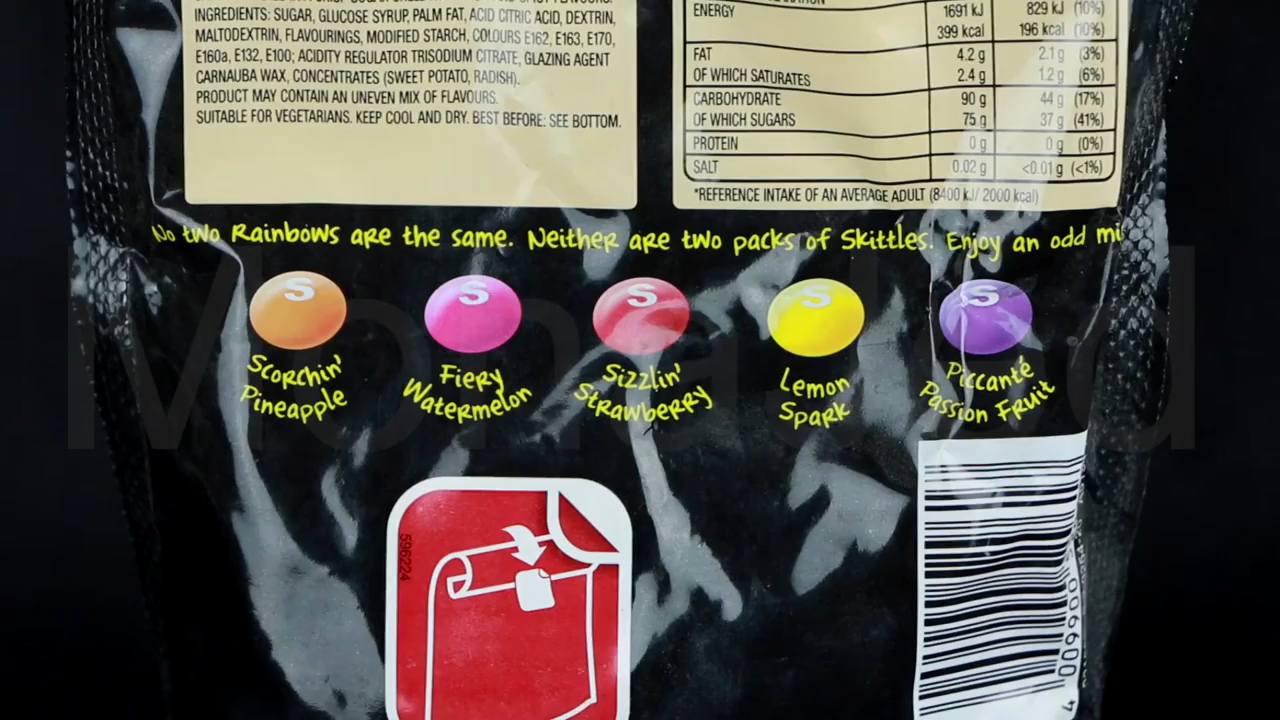 INGREDIENTS: SUGAR, GLUCOSE SYRUP, PALM FAT, ACID CITRIC ACID, DEXTRIN,
MALTODEXTRIN, FLAVOURINGS, MODIFIED STARCH, COLOURS E162, E163, E170,
E160a, E132, E100; ACIDITY REGULATOR TRISODIUM CITRATE, GLAZING AGENT
CARNAUBA WAX, CONCENTRATES (SWEET POTATO, RADISH).
PRODUCT MAY CONTAIN AN UNEVEN MIX OF FLAVOURS.
SUITABLE FOR VEGETARIANS. KEEP COOL AND DRY. BEST BEFORE: SEE BOTTOM.
ENERGY 1691 kJ 829 kJ (10%)
399 kcal 196 kcal (10%)
FAT 4.2 g 2.1 g (3%)
OF WHICH SATURATES 2.4 g 1.2 g (6%)
CARBOHYDRATE 90 g 44 g (17%)
OF WHICH SUGARS 75 g 37 g (41%)
PROTEIN 0 g 0 g (0%)
SALT 0.02 g <0.01 g (<1%)
*REFERENCE INTAKE OF AN AVERAGE ADULT (8400 kJ/ 2000 kcal)
No two Rainbows are the same. Neither are two packs of Skittles. Enjoy an odd mi
S S S S S
Scorchin'
Pineapple
Fiery
Watermelon
Sizzlin'
Strawberry
Lemon
Spark
Piccante
Passion Fruit
596224
4 009900